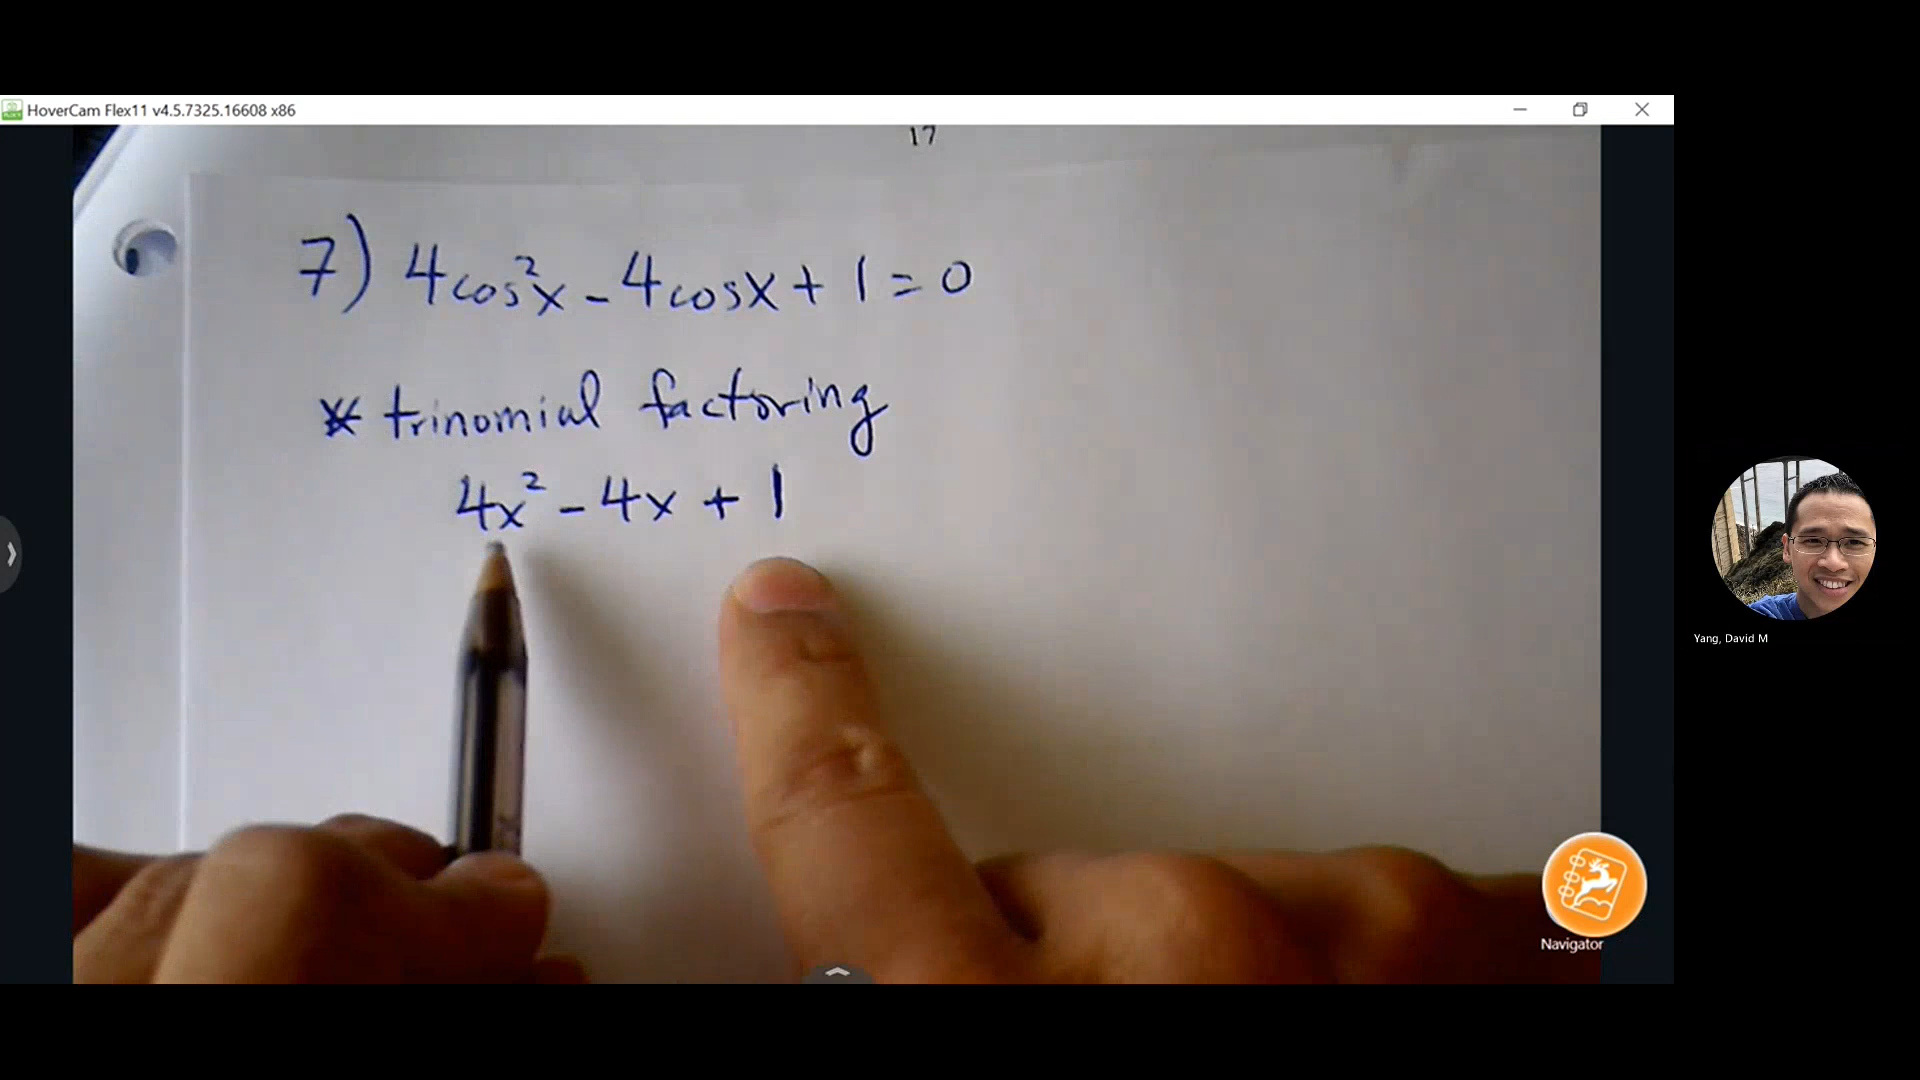 HoverCam Flex11 v4.5.7325.16608 x86
17
7) 4cos²x - 4cosx + 1 = 0
* trinomial factoring
4x² - 4x + 1
Yang, David M
Navigator